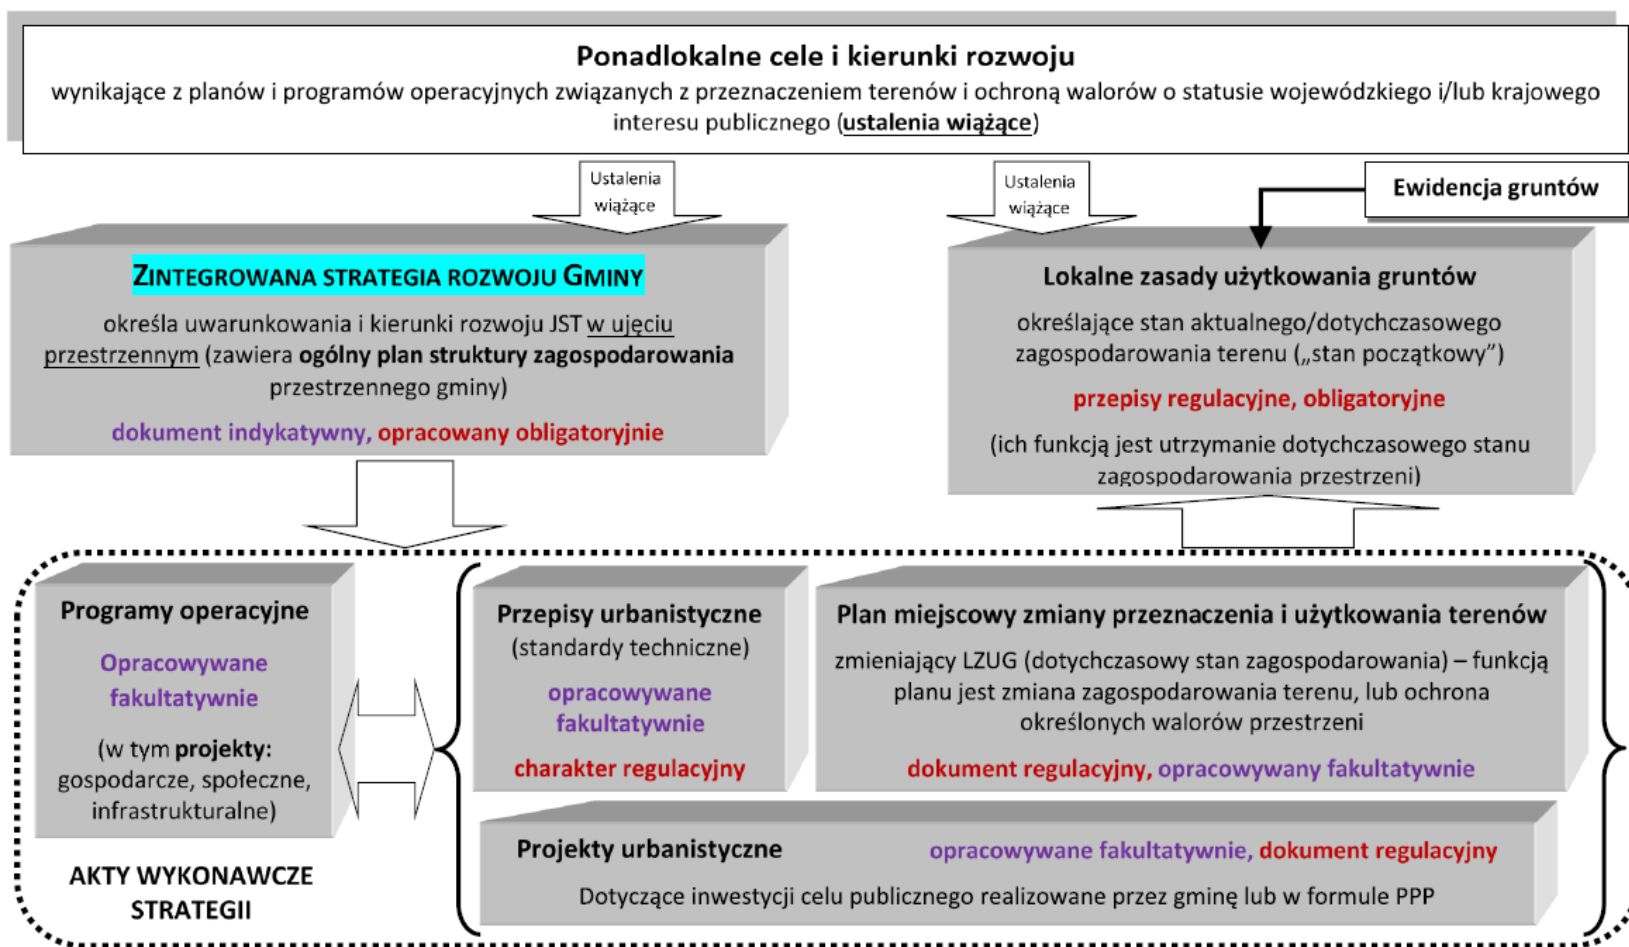 Ponadlokalne cele i kierunki rozwoju
wynikające z planów i programów operacyjnych związanych z przeznaczeniem terenów i ochroną walorów o statusie wojewódzkiego i/lub krajowego
interesu publicznego (ustalenia wiążące)
Ustalenia
wiążące
Ustalenia
wiążące
Ewidencja gruntów
ZINTEGROWANA STRATEGIA ROZWOJU GMINY
określa uwarunkowania i kierunki rozwoju JST w ujęciu
przestrzennym (zawiera ogólny plan struktury zagospodarowania
przestrzennego gminy)
dokument indykatywny, opracowany obligatoryjnie
Lokalne zasady użytkowania gruntów
określające stan aktualnego/dotychczasowego
zagospodarowania terenu („stan początkowy”)
przepisy regulacyjne, obligatoryjne
(ich funkcją jest utrzymanie dotychczasowego stanu
zagospodarowania przestrzeni)
Programy operacyjne
Opracowywane
fakultatywnie
(w tym projekty:
gospodarcze, społeczne,
infrastrukturalne)
AKTY WYKONAWCZE
STRATEGII
Przepisy urbanistyczne
(standardy techniczne)
opracowywane
fakultatywnie
charakter regulacyjny
Plan miejscowy zmiany przeznaczenia i użytkowania terenów
zmieniający LZUG (dotychczasowy stan zagospodarowania) – funkcją
planu jest zmiana zagospodarowania terenu, lub ochrona
określonych walorów przestrzeni
dokument regulacyjny, opracowywany fakultatywnie
Projekty urbanistyczne opracowywane fakultatywnie, dokument regulacyjny
Dotyczące inwestycji celu publicznego realizowane przez gminę lub w formule PPP